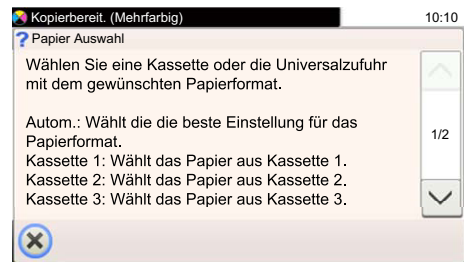 Kopierbereit. (Mehrfarbig) 10:10
? Papier Auswahl
Wählen Sie eine Kassette oder die Universalzufuhr
mit dem gewünschten Papierformat.
Autom.: Wählt die die beste Einstellung für das
Papierformat.
1/2
Kassette 1: Wählt das Papier aus Kassette 1.
Kassette 2: Wählt das Papier aus Kassette 2.
Kassette 3: Wählt das Papier aus Kassette 3.